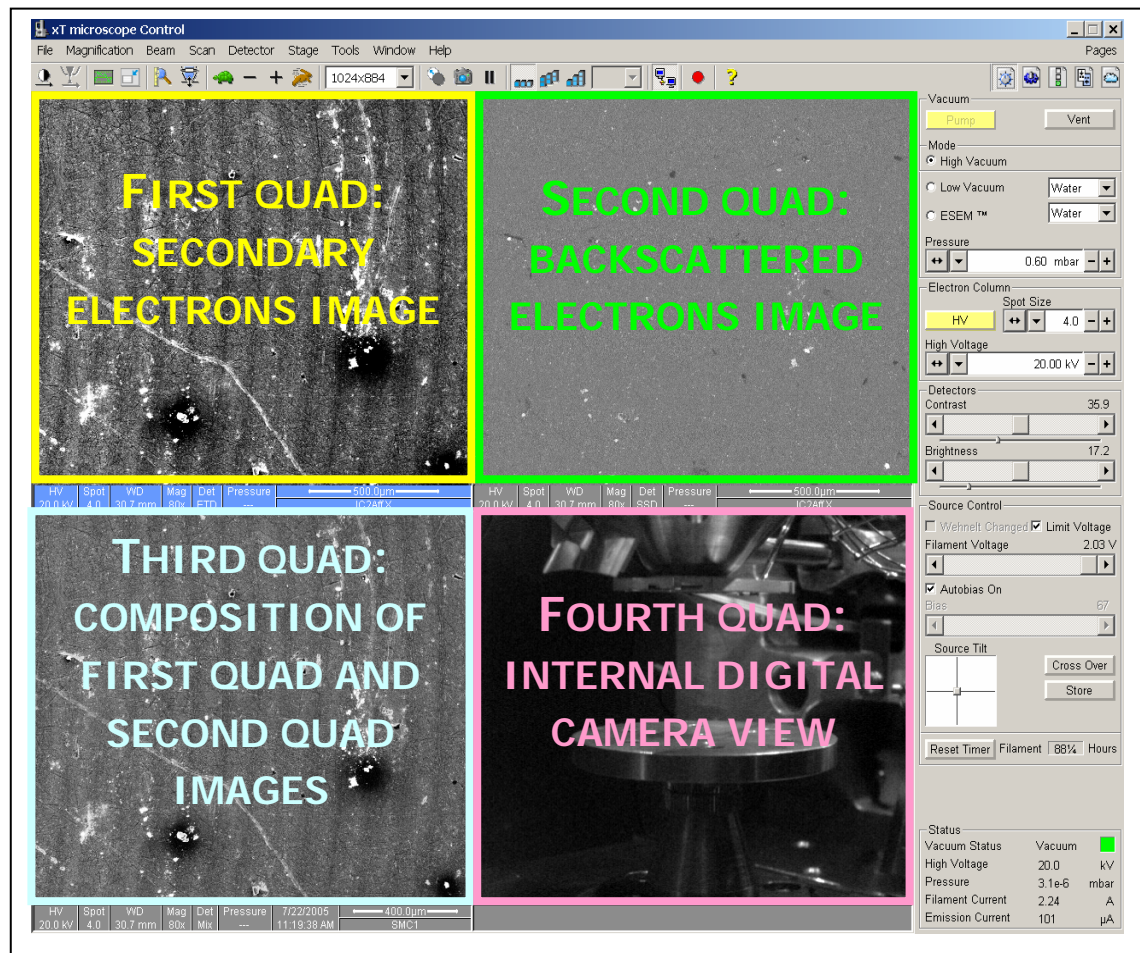 xT microscope Control
File Magnification Beam Scan Detector Stage Tools Window Help Pages
1024x884
FIRST QUAD:
SECONDARY
ELECTRONS IMAGE
SECOND QUAD:
BACKSCATTERED
ELECTRONS IMAGE
HV Spot WD Mag Det Pressure 500.0µm
20.0 kV 4.0 30.7 mm 80x ETD --- IC2Aff.X
HV Spot WD Mag Det Pressure 500.0µm
20.0 kV 4.0 30.7 mm 80x SSD --- IC2Aff.X
THIRD QUAD:
COMPOSITION OF
FIRST QUAD AND
SECOND QUAD
IMAGES
FOURTH QUAD:
INTERNAL DIGITAL
CAMERA VIEW
HV Spot WD Mag Det Pressure 7/22/2005 400.0µm
20.0 kV 4.0 30.7 mm 80x Mix --- 11:19:38 AM SMC1
Vacuum
Pump Vent
Mode
High Vacuum
Low Vacuum Water
ESEM ™ Water
Pressure
0.60 mbar
Electron Column
Spot Size
HV 4.0
High Voltage
20.00 kV
Detectors
Contrast 35.9
Brightness 17.2
Source Control
Wehnelt Changed Limit Voltage
Filament Voltage 2.03 V
Autobias On
Bias 67
Source Tilt
Cross Over
Store
Reset Timer Filament 88¼ Hours
Status
Vacuum Status Vacuum
High Voltage 20.0 kV
Pressure 3.1e-6 mbar
Filament Current 2.24 A
Emission Current 101 µA